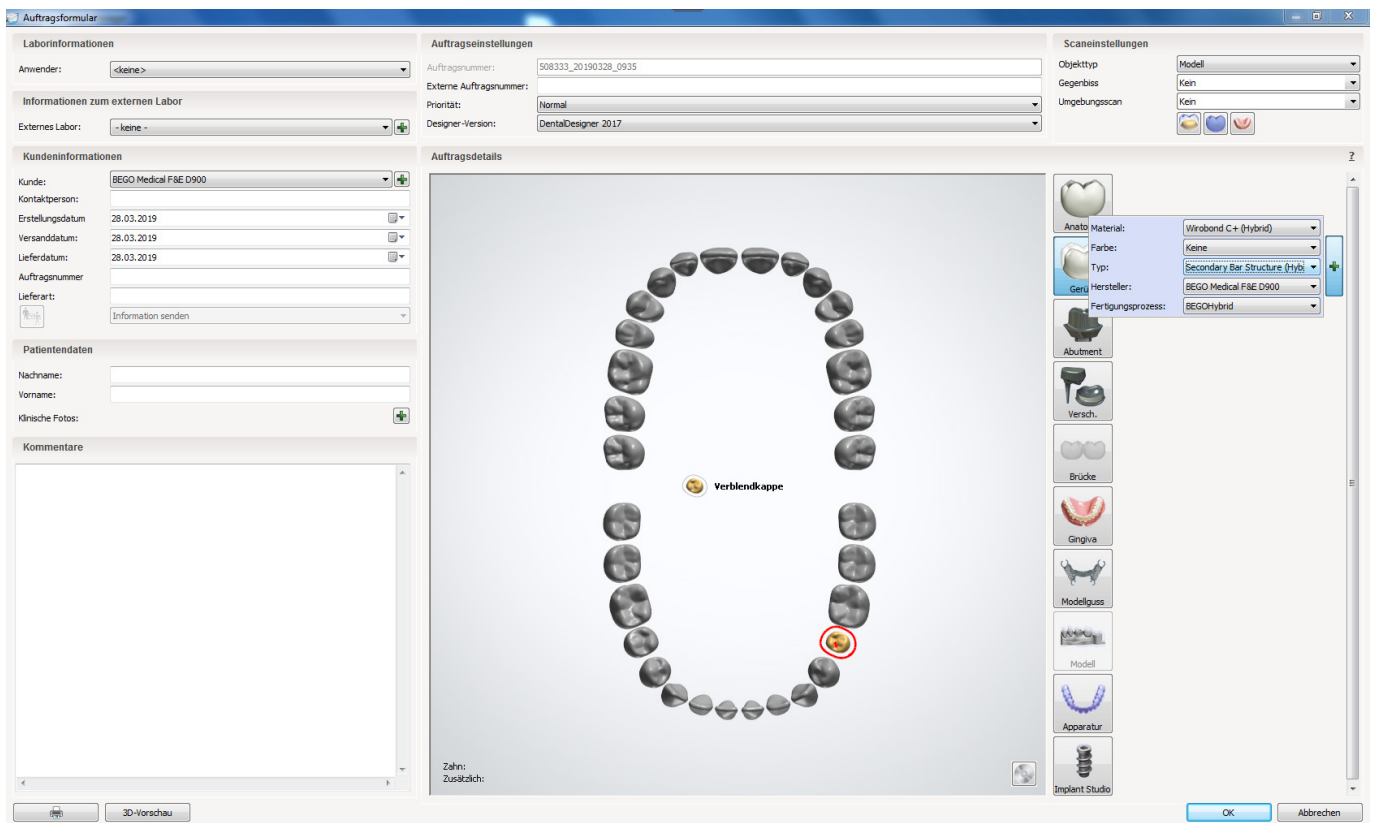 Auftragsformular
Laborinformationen
Anwender: <keine>
Informationen zum externen Labor
Externes Labor: - keine -
Kundeninformationen
Kunde: BEGO Medical F&E D900
Kontaktperson:
Erstellungsdatum 28.03.2019
Versanddatum: 28.03.2019
Lieferdatum: 28.03.2019
Auftragsnummer
Lieferart:
Information senden
Patientendaten
Nachname:
Vorname:
Klinische Fotos:
Kommentare
3D-Vorschau
Auftragseinstellungen
Auftragsnummer: 508333_20190328_0935
Externe Auftragsnummer:
Priorität: Normal
Designer-Version: DentalDesigner 2017
Scaneinstellungen
Objekttyp Modell
Gegenbiss Kein
Umgebungsscan Kein
Auftragsdetails ?
Verblendkappe
Zahn:
Zusätzlich:
Anato
Material: Wirobond C+ (Hybrid)
Farbe: Keine
Typ: Secondary Bar Structure (Hyb
Gerü
Hersteller: BEGO Medical F&E D900
Fertigungsprozess: BEGOHybrid
Abutment
Versch.
Brücke
Gingiva
Modellguss
Modell
Apparatur
Implant Studio
OK
Abbrechen